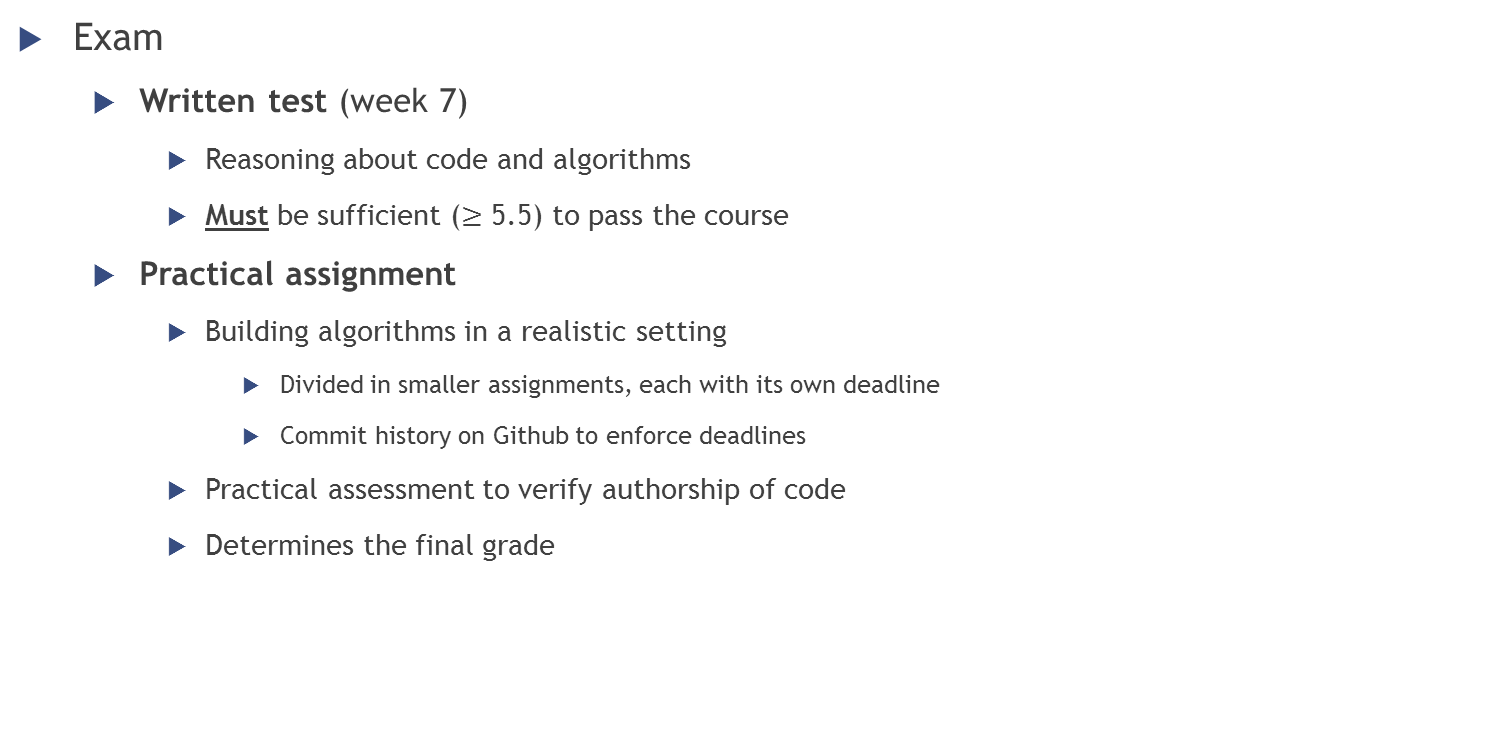 Exam
Written test (week 7)
Reasoning about code and algorithms
Must be sufficient (≥ 5.5) to pass the course
Practical assignment
Building algorithms in a realistic setting
Divided in smaller assignments, each with its own deadline
Commit history on Github to enforce deadlines
Practical assessment to verify authorship of code
Determines the final grade